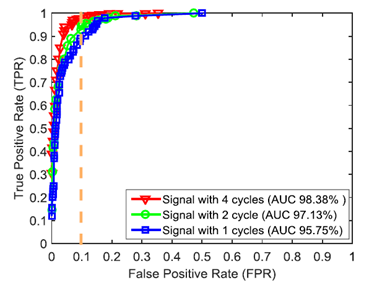 1
0.9
0.8
0.7
0.6
0.5
0.4
0.3
0.2
0.1
0
True Positive Rate (TPR)
Signal with 4 cycles (AUC 98.38% )
Signal with 2 cycle (AUC 97.13%)
Signal with 1 cycles (AUC 95.75%)
0 0.1 0.2 0.3 0.4 0.5 0.6 0.7 0.8 0.9 1
False Positive Rate (FPR)